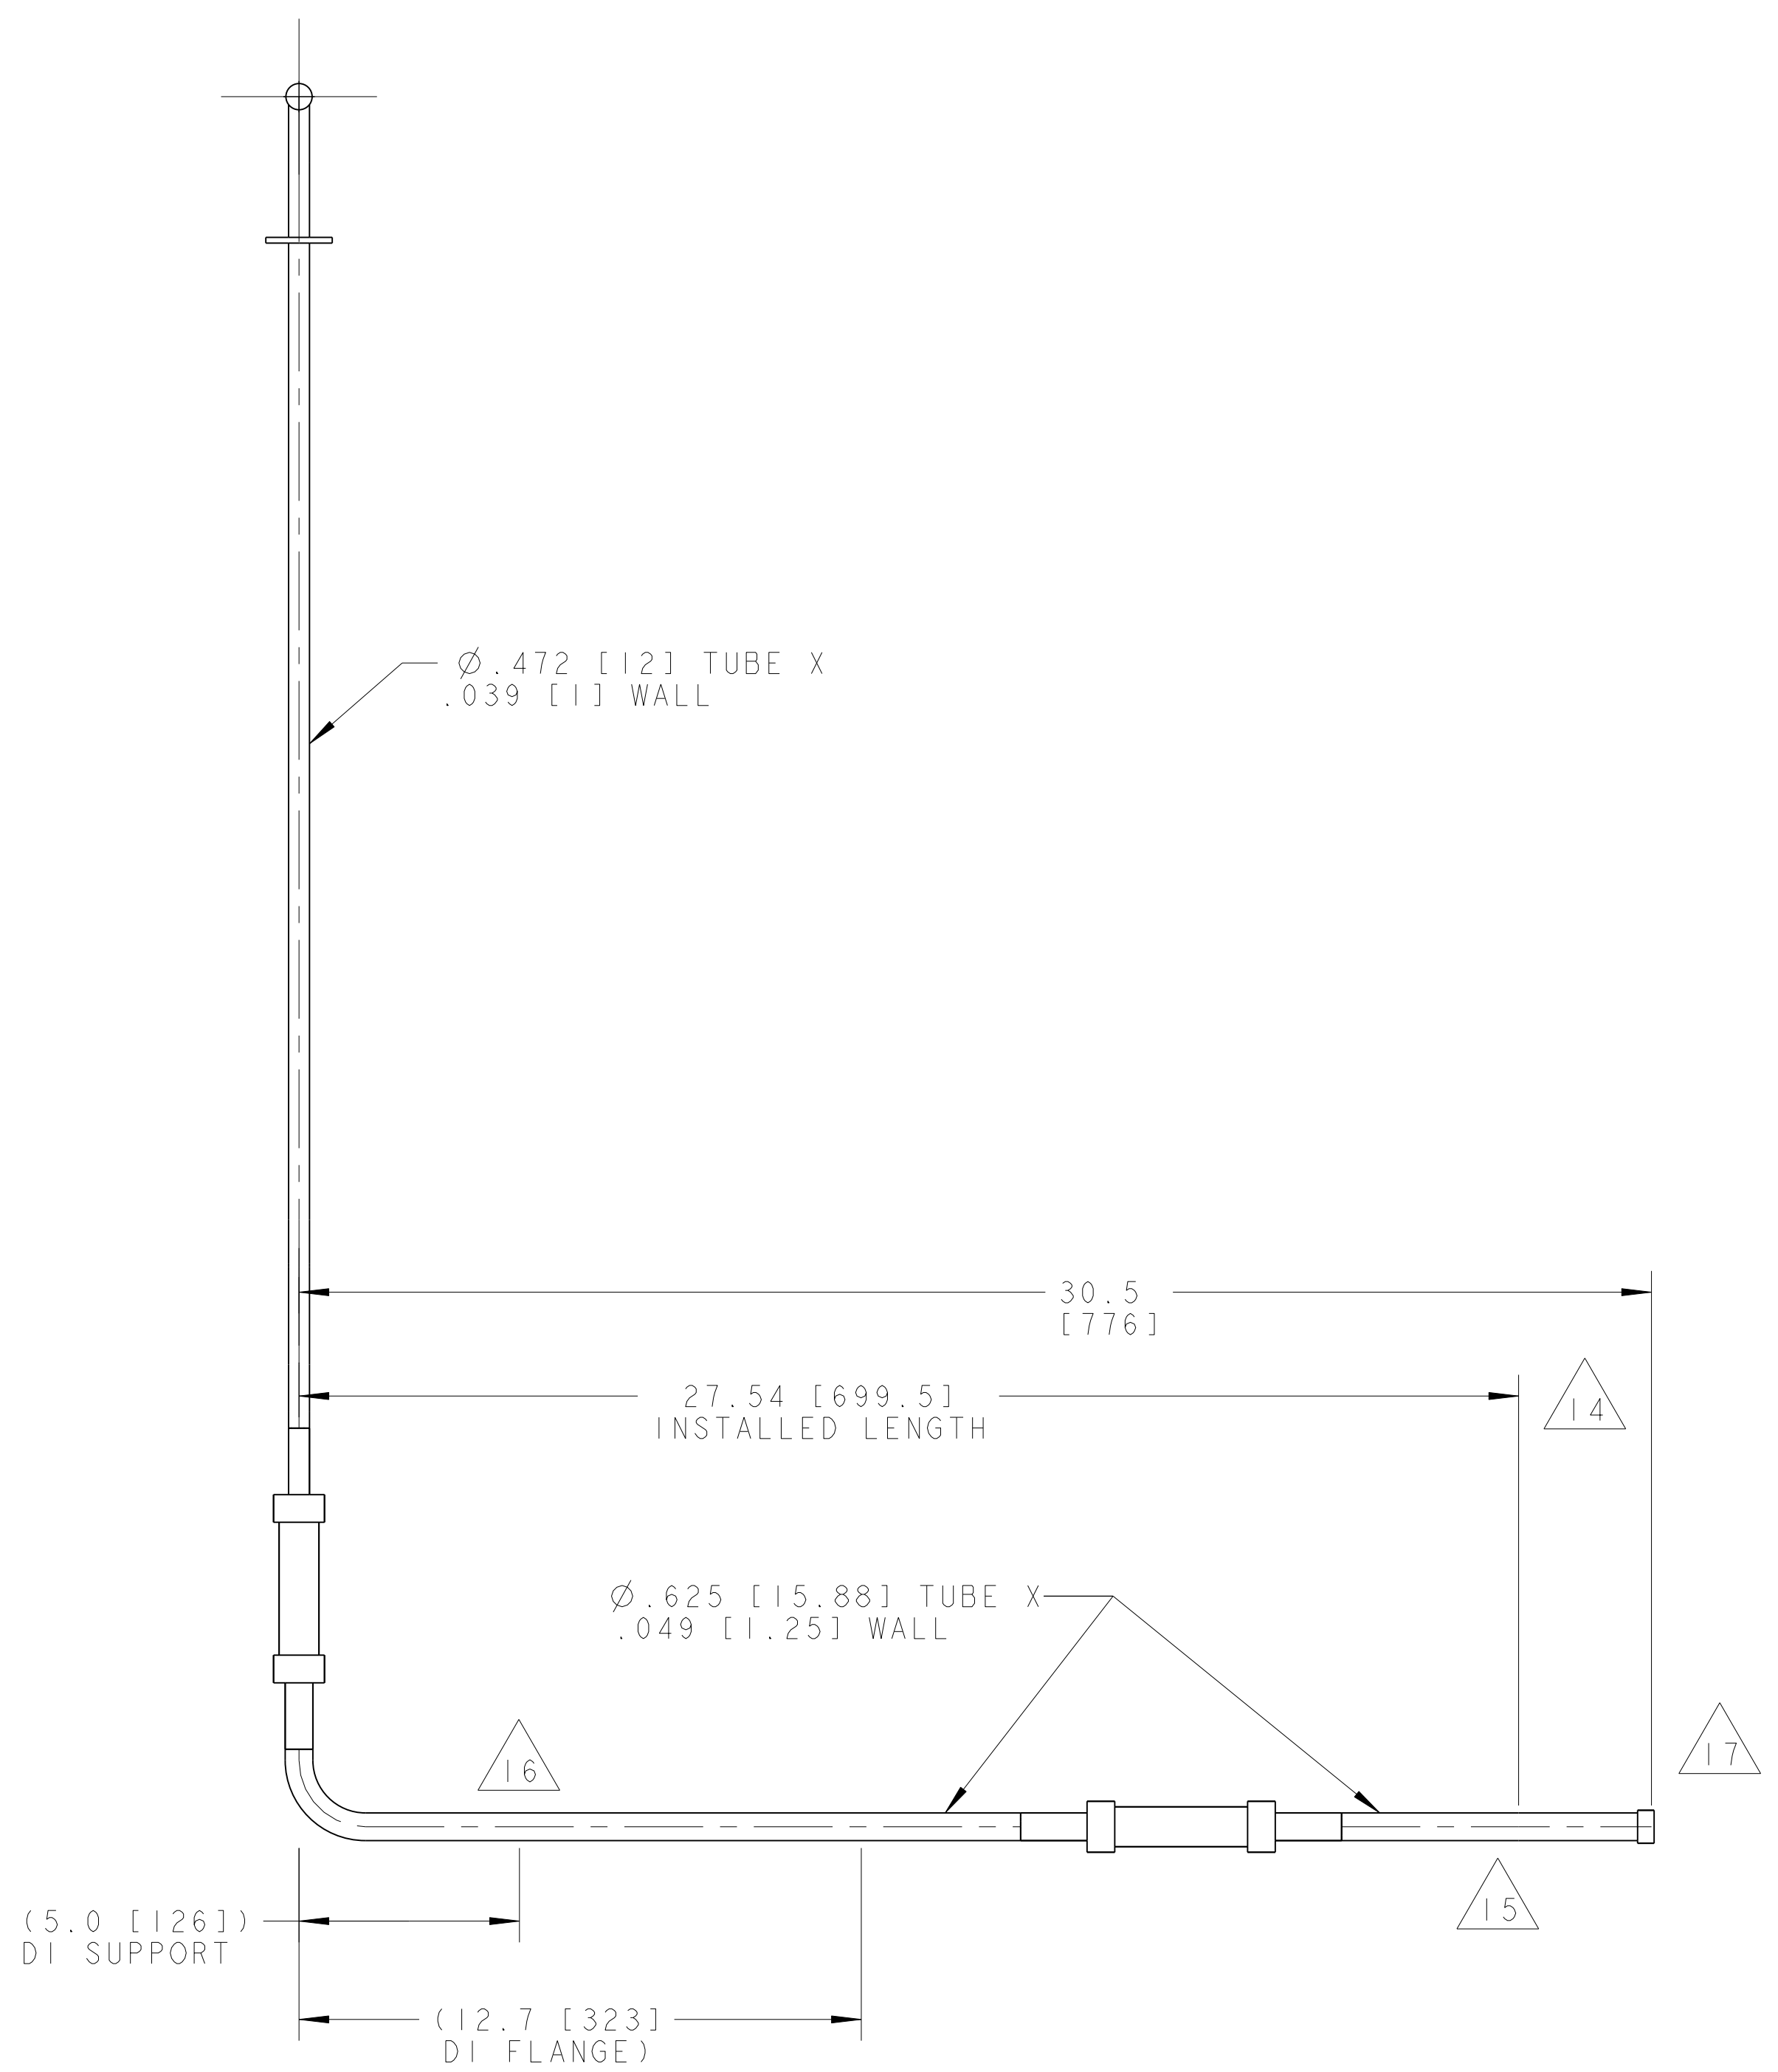 Ø.472 [12] TUBE X
.039 [1] WALL
30.5
[776]
27.54 [699.5]
INSTALLED LENGTH
14
Ø.625 [15.88] TUBE X
.049 [1.25] WALL
16
17
15
(5.0 [126])
DI SUPPORT
(12.7 [323]
DI FLANGE)